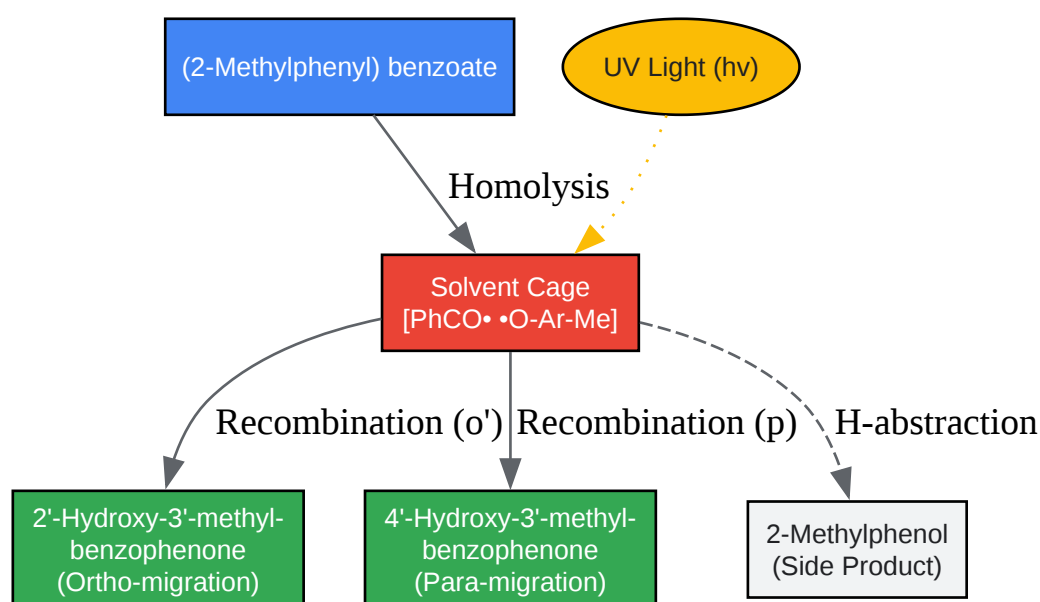 (2-Methylphenyl) benzoate
UV Light (hv)
Homolysis
Solvent Cage
[PhCO• •O-Ar-Me]
Recombination (o')
Recombination (p)
H-abstraction
2'-Hydroxy-3'-methyl-
benzophenone
(Ortho-migration)
4'-Hydroxy-3'-methyl-
benzophenone
(Para-migration)
2-Methylphenol
(Side Product)